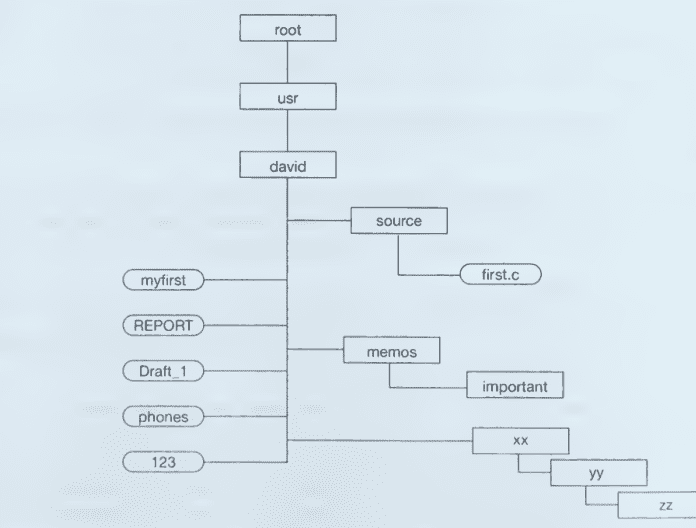 root
usr
david
source
first.c
myfirst
REPORT
memos
Draft_1
important
phones
xx
123
yy
zz